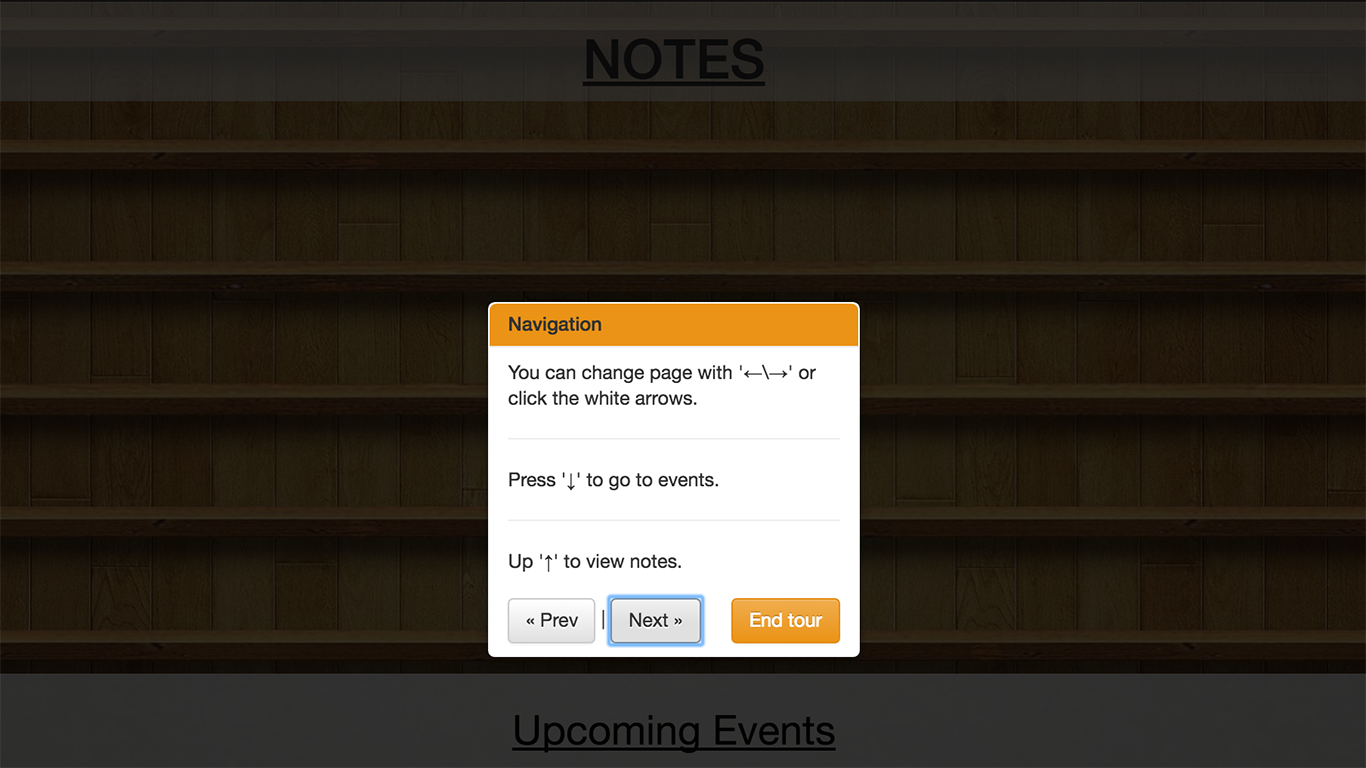 NOTES
Navigation
You can change page with '←\→' or
click the white arrows.
Press '↓' to go to events.
Up '↑' to view notes.
« Prev | Next » End tour
Upcoming Events